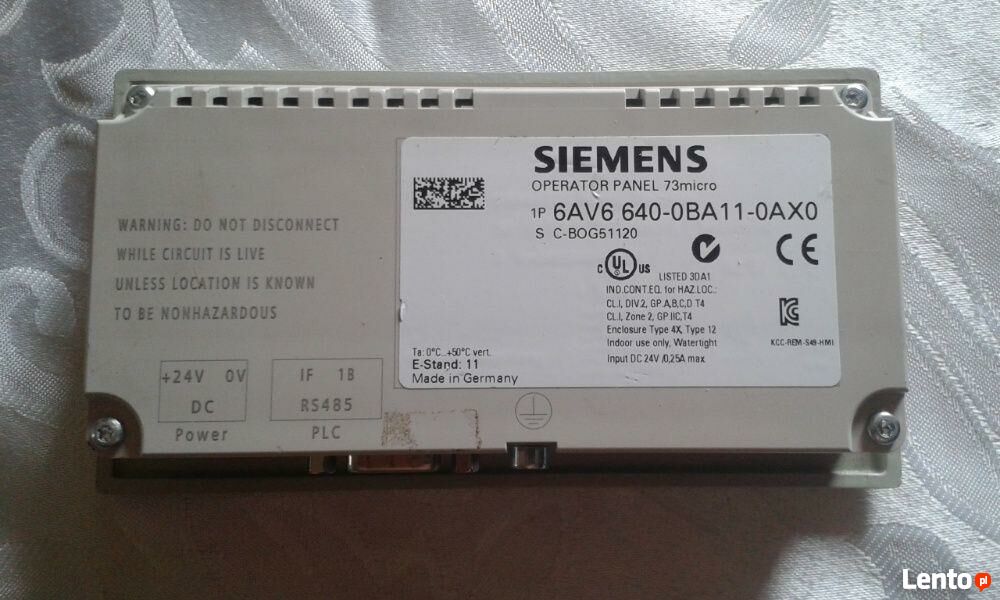 SIEMENS
OPERATOR PANEL 73micro
1P 6AV6 640-0BA11-0AX0
S C-BOG51120
c UL us
CE
LISTED 3DA1
IND.CONT.EQ. for HAZ.LOC.:
CL.I, DIV.2, GP.A,B,C,D T4
CL.I, Zone 2, GP.IIC,T4
Enclosure Type 4X, Type 12
Indoor use only, Watertight
Input DC 24V /0,25A max
KCC-REM-S49-HMI
Ta: 0°C...+50°C vert.
E-Stand: 11
Made in Germany
WARNING: DO NOT DISCONNECT
WHILE CIRCUIT IS LIVE
UNLESS LOCATION IS KNOWN
TO BE NONHAZARDOUS
+24V 0V
DC
Power
IF 1B
RS485
PLC
Lento.pl